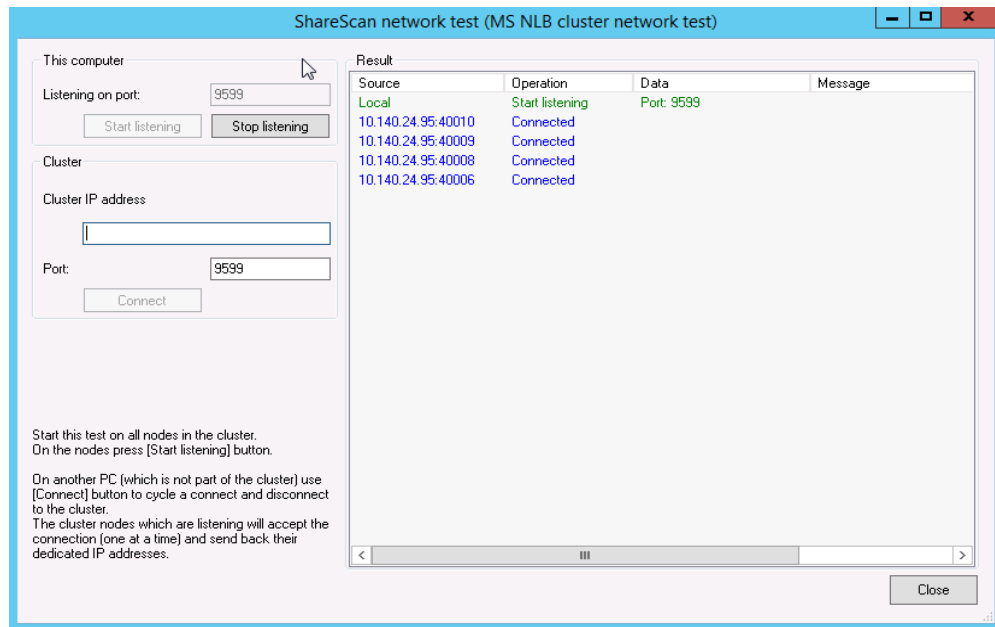 ShareScan network test (MS NLB cluster network test)
This computer
Listening on port:
9599
Start listening
Stop listening
Cluster
Cluster IP address
Port:
9599
Connect
Start this test on all nodes in the cluster.
On the nodes press [Start listening] button.
On another PC (which is not part of the cluster) use
[Connect] button to cycle a connect and disconnect
to the cluster.
The cluster nodes which are listening will accept the
connection (one at a time) and send back their
dedicated IP addresses.
Result
Source Operation Data Message
Local Start listening Port: 9599
10.140.24.95:40010 Connected
10.140.24.95:40009 Connected
10.140.24.95:40008 Connected
10.140.24.95:40006 Connected
Close